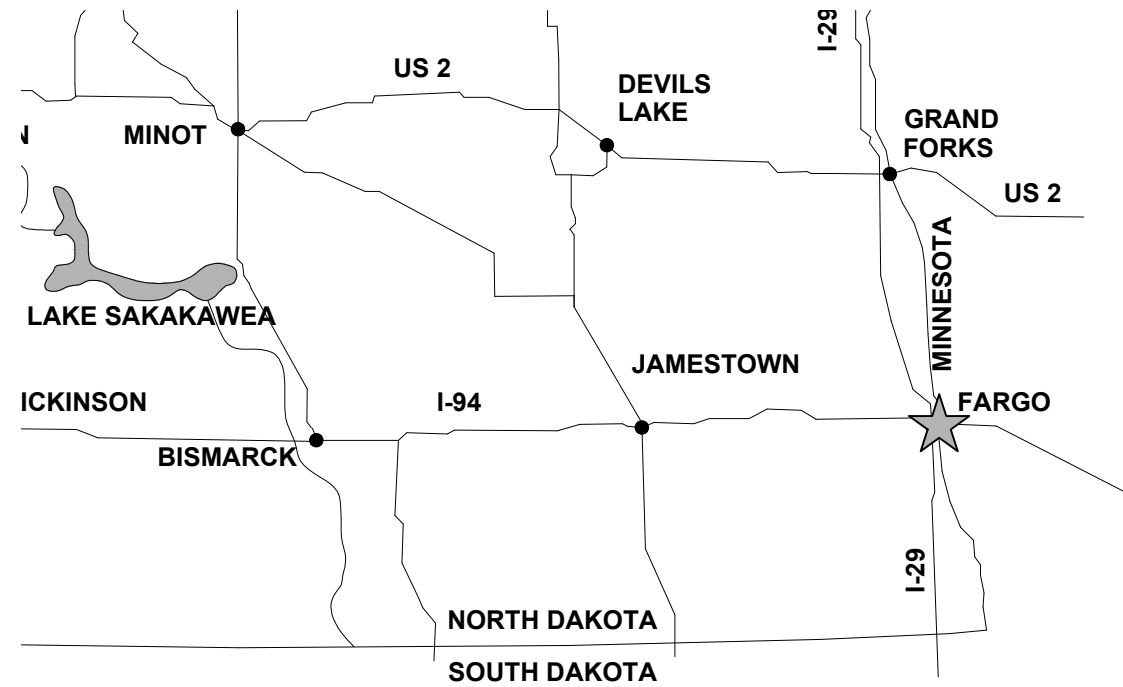 I-29
US 2
DEVILS
LAKE
GRAND
FORKS
N
MINOT
US 2
MINNESOTA
LAKE SAKAKAWEA
JAMESTOWN
ICKINSON
I-94
FARGO
BISMARCK
I-29
NORTH DAKOTA
SOUTH DAKOTA